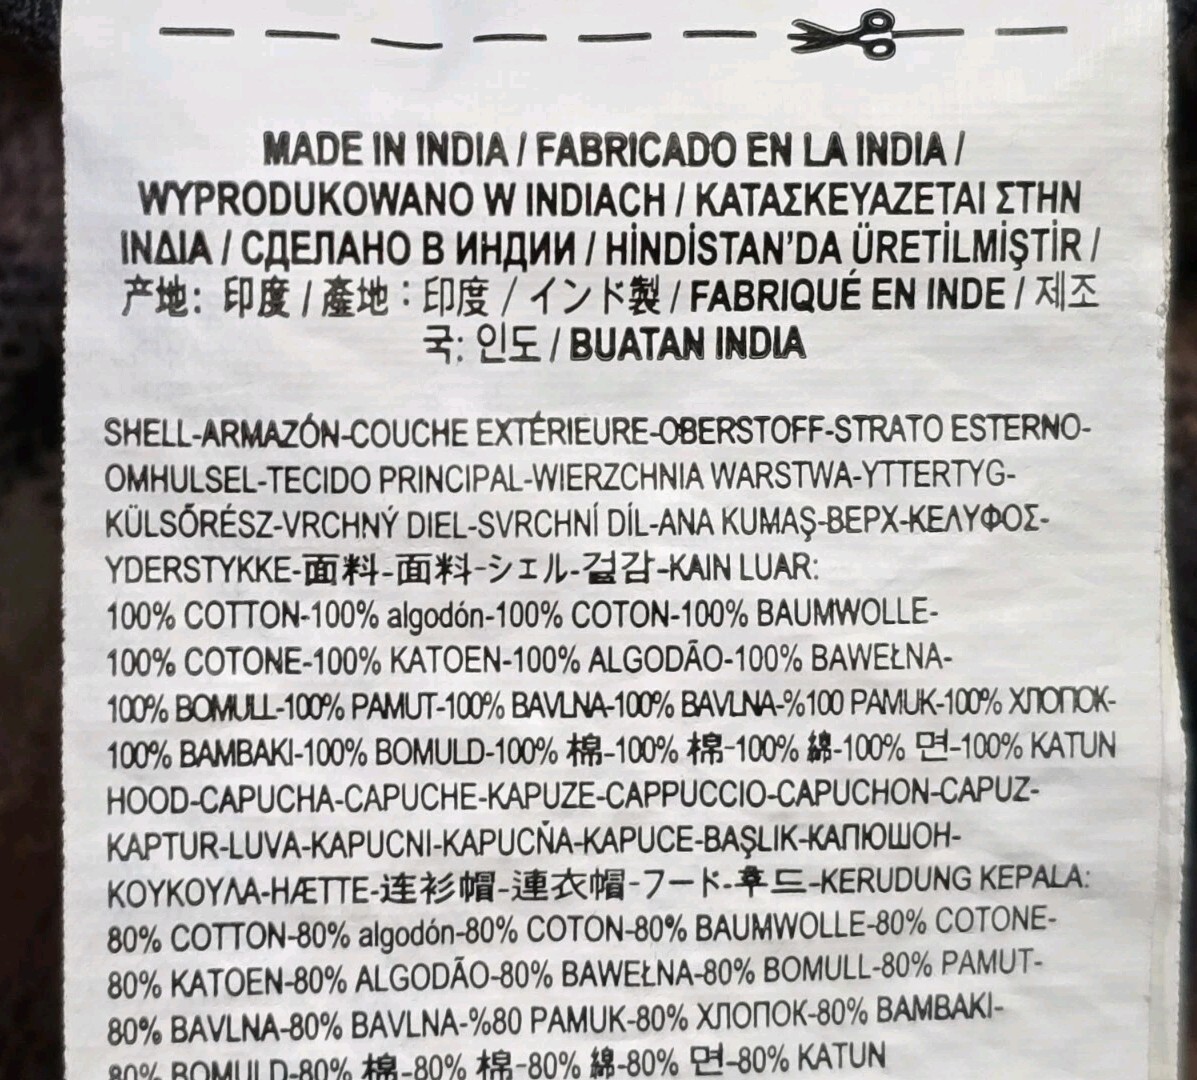 MADE IN INDIA / FABRICADO EN LA INDIA /
WYPRODUKOWANO W INDIACH / ΚΑΤΑΣΚΕΥΑΖΕΤΑΙ ΣΤΗΝ
ΙΝΔΙΑ / СДЕЛАНО В ИНДИИ / HİNDİSTAN'DA ÜRETİLMİŞTİR /
产地: 印度 / 產地：印度 / インド製 / FABRIQUÉ EN INDE / 제조
국: 인도 / BUATAN INDIA
SHELL-ARMAZÓN-COUCHE EXTÉRIEURE-OBERSTOFF-STRATO ESTERNO-
OMHULSEL-TECIDO PRINCIPAL-WIERZCHNIA WARSTWA-YTTERTYG-
KÜLSŐRÉSZ-VRCHNÝ DIEL-SVRCHNÍ DÍL-ANA KUMAŞ-ВЕРХ-ΚΕΛΥΦΟΣ-
YDERSTYKKE-面料-面料-シェル-겉감-KAIN LUAR:
100% COTTON-100% algodón-100% COTON-100% BAUMWOLLE-
100% COTONE-100% KATOEN-100% ALGODÃO-100% BAWEŁNA-
100% BOMULL-100% PAMUT-100% BAVLNA-100% BAVLNA-%100 PAMUK-100% ХЛОПОК-
100% ΒΑΜΒΑΚΙ-100% BOMULD-100% 棉-100% 棉-100% 綿-100% 면-100% KATUN
HOOD-CAPUCHA-CAPUCHE-KAPUZE-CAPPUCCIO-CAPUCHON-CAPUZ-
KAPTUR-LUVA-KAPUCNI-KAPUCŇA-KAPUCE-BAŞLIK-КАПЮШОН-
ΚΟΥΚΟΥΛΑ-HÆTTE-连衫帽-連衣帽-フード-후드-KERUDUNG KEPALA:
80% COTTON-80% algodón-80% COTON-80% BAUMWOLLE-80% COTONE-
80% KATOEN-80% ALGODÃO-80% BAWEŁNA-80% BOMULL-80% PAMUT-
80% BAVLNA-80% BAVLNA-%80 PAMUK-80% ХЛОПОК-80% ΒΑΜΒΑΚΙ-
80% BOMULD-80% 棉-80% 棉-80% 綿-80% 면-80% KATUN